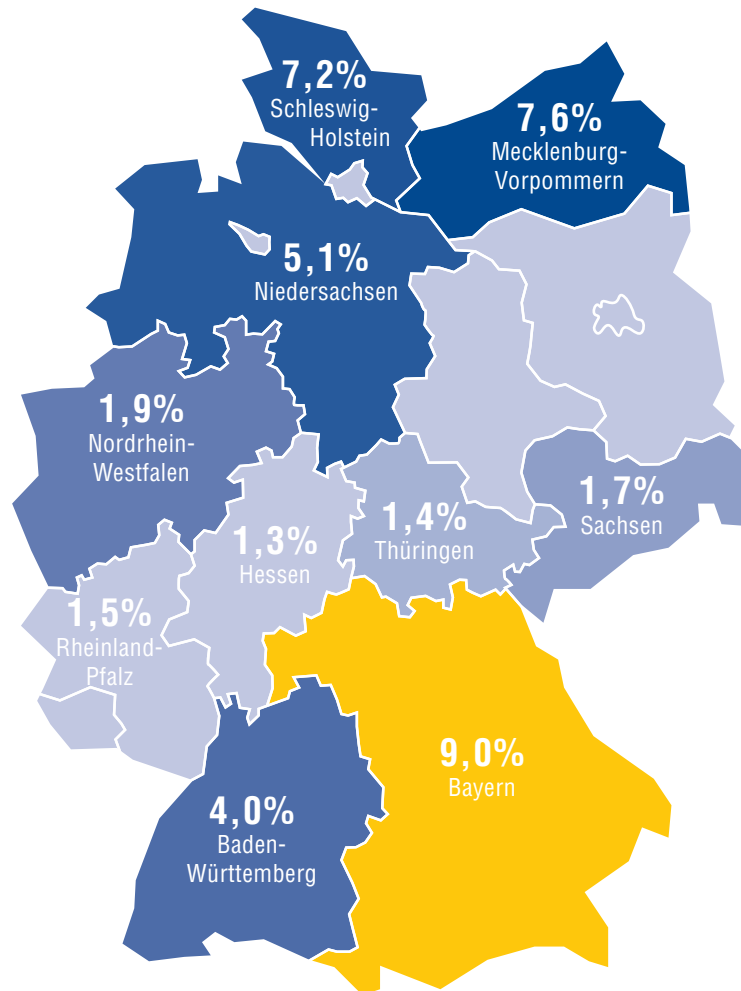 7,2%
Schleswig-
Holstein
7,6%
Mecklenburg-
Vorpommern
5,1%
Niedersachsen
1,9%
Nordrhein-
Westfalen
1,7%
Sachsen
1,4%
Thüringen
1,3%
Hessen
1,5%
Rheinland-
Pfalz
9,0%
Bayern
4,0%
Baden-
Württemberg